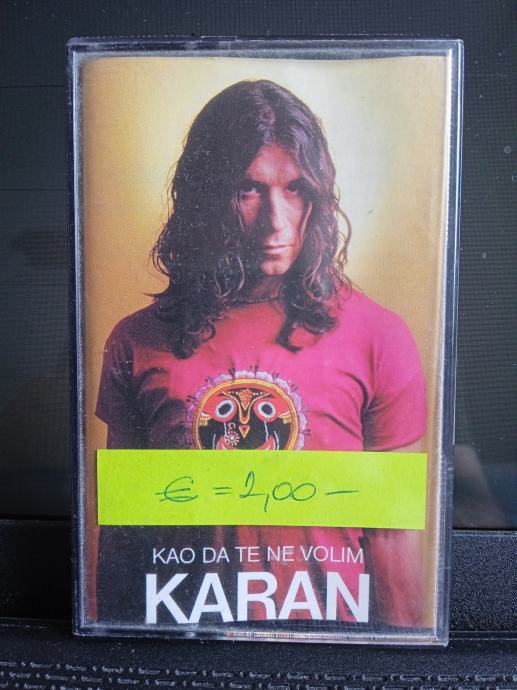 € = 2,00 –
KAO DA TE NE VOLIM
KARAN